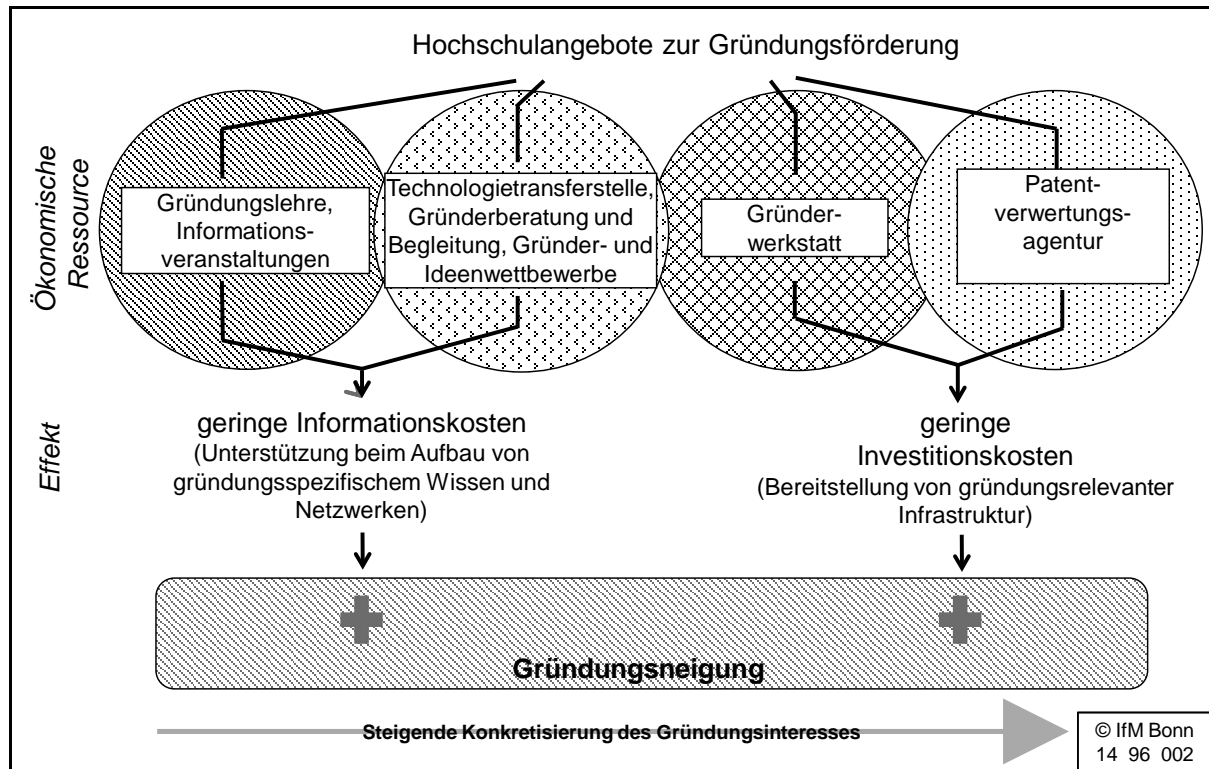 Hochschulangebote zur Gründungsförderung
Ökonomische
Ressource
Gründungslehre,
Informations-
veranstaltungen
Technologietransferstelle,
Gründerberatung und
Begleitung, Gründer- und
Ideenwettbewerbe
Gründer-
werkstatt
Patent-
verwertungs-
agentur
Effekt
geringe Informationskosten
(Unterstützung beim Aufbau von
gründungsspezifischem Wissen und
Netzwerken)
geringe
Investitionskosten
(Bereitstellung von gründungsrelevanter
Infrastruktur)
Gründungsneigung
Steigende Konkretisierung des Gründungsinteresses
© IfM Bonn
14 96 002